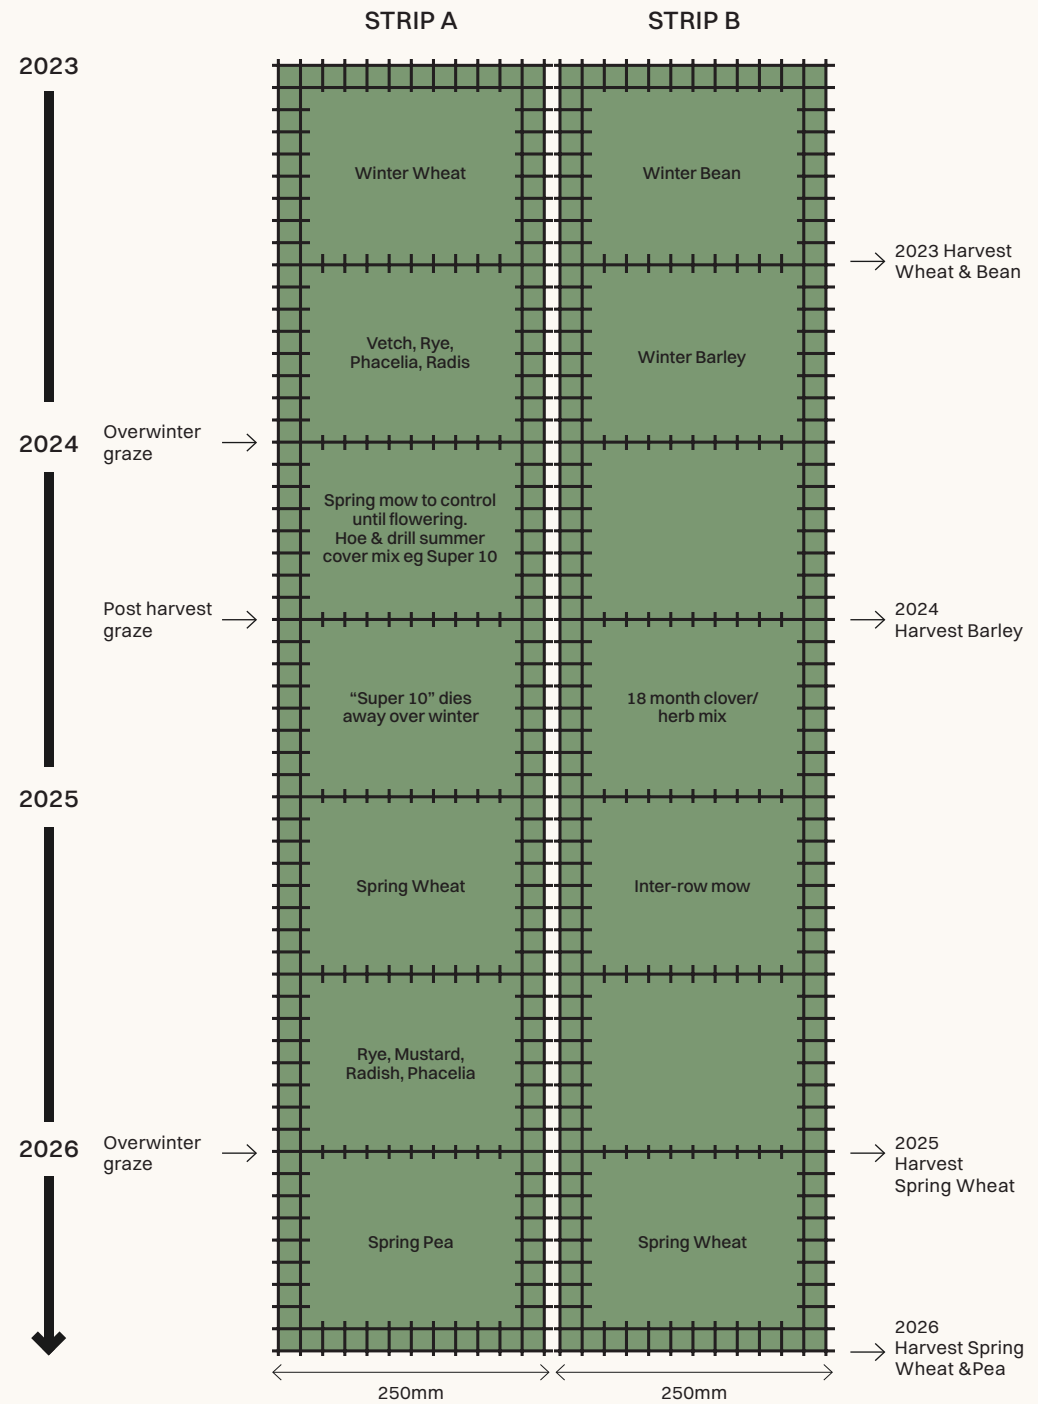 STRIP A
STRIP B
2023
Winter Wheat
Winter Bean
2023 Harvest
Wheat & Bean
Vetch, Rye,
Phacelia, Radis
Winter Barley
2024
Overwinter
graze
Spring mow to control
until flowering.
Hoe & drill summer
cover mix eg Super 10
Post harvest
graze
2024
Harvest Barley
“Super 10” dies
away over winter
18 month clover/
herb mix
2025
Spring Wheat
Inter-row mow
Rye, Mustard,
Radish, Phacelia
2026
Overwinter
graze
2025
Harvest
Spring Wheat
Spring Pea
Spring Wheat
2026
Harvest Spring
Wheat &Pea
250mm
250mm